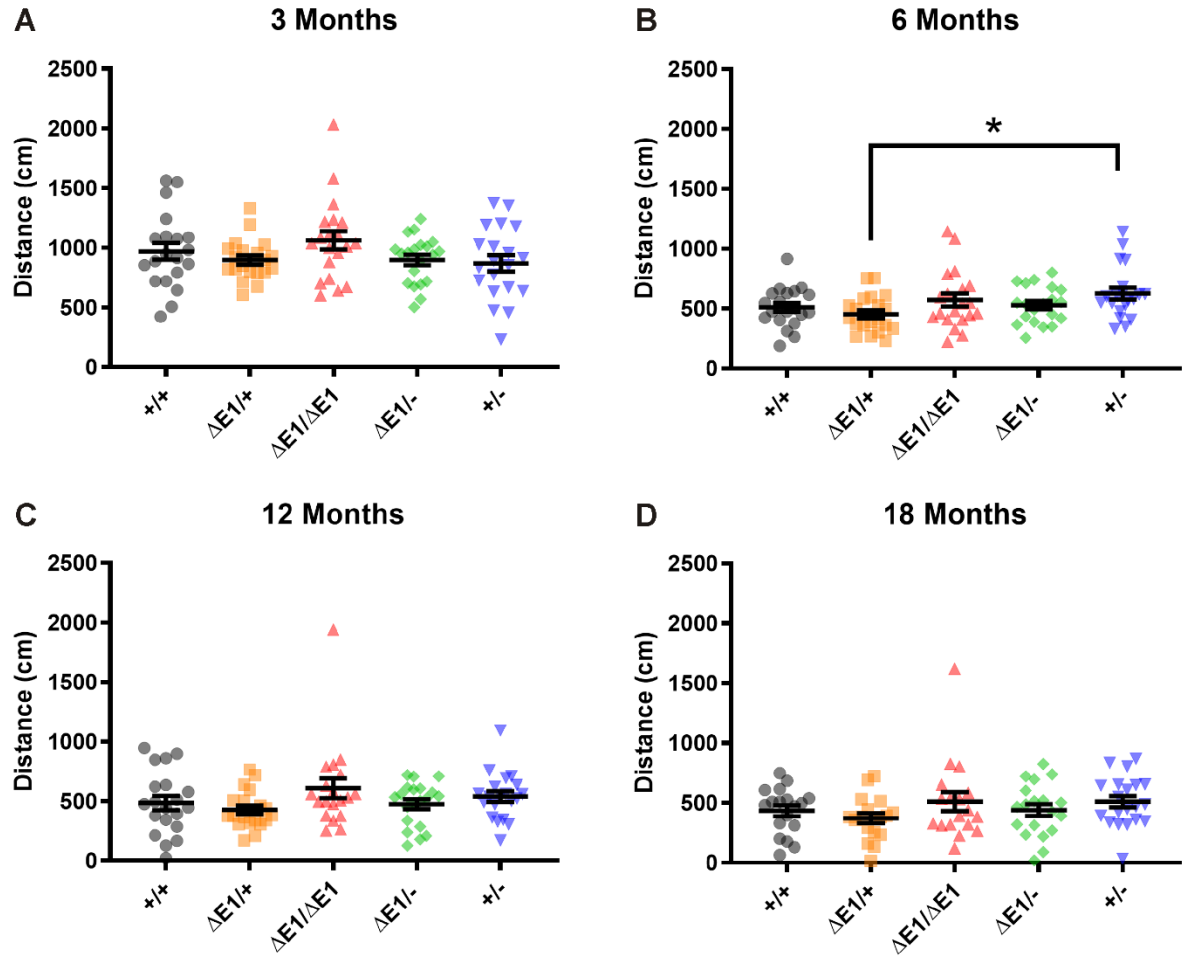 A
3 Months
Distance (cm)
2500
2000
1500
1000
500
0
+/+
ΔE1/+
ΔE1/ΔE1
ΔE1/-
+/-
B
6 Months
Distance (cm)
2500
2000
1500
1000
500
0
*
+/+
ΔE1/+
ΔE1/ΔE1
ΔE1/-
+/-
C
12 Months
Distance (cm)
2500
2000
1500
1000
500
0
+/+
ΔE1/+
ΔE1/ΔE1
ΔE1/-
+/-
D
18 Months
Distance (cm)
2500
2000
1500
1000
500
0
+/+
ΔE1/+
ΔE1/ΔE1
ΔE1/-
+/-